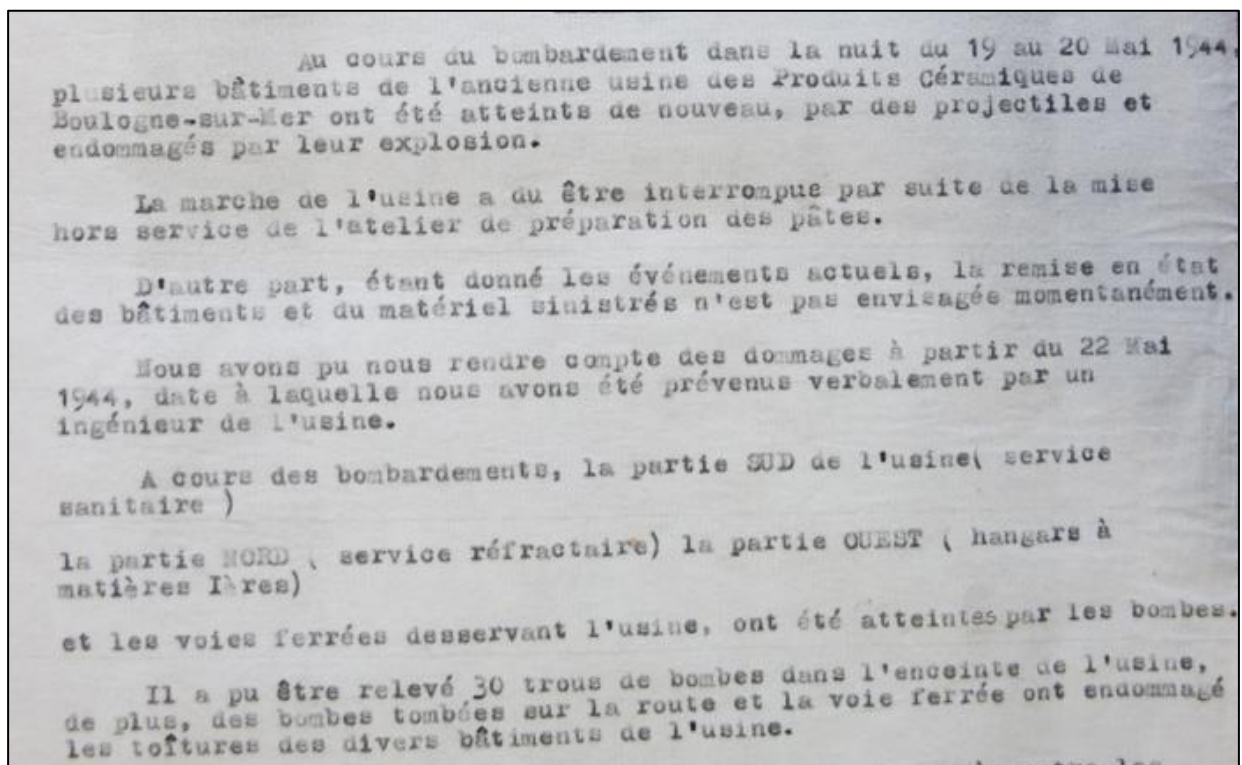 Au cours du bombardement dans la nuit du 19 au 20 Mai 1944,
plusieurs bâtiments de l'ancienne usine des Produits Céramiques de
Boulogne-sur-Mer ont été atteints de nouveau, par des projectiles et
endommagés par leur explosion.
La marche de l'usine a du être interrompue par suite de la mise
hors service de l'atelier de préparation des pâtes.
D'autre part, étant donné les événements actuels, la remise en état
des bâtiments et du matériel sinistrés n'est pas envisagée momentanément.
Nous avons pu nous rendre compte des dommages à partir du 22 Mai
1944, date à laquelle nous avons été prévenus verbalement par un
ingénieur de l'usine.
A cours des bombardements, la partie SUD de l'usine( service
sanitaire )
la partie NORD ( service réfractaire) la partie OUEST ( hangars à
matières Ières)
et les voies ferrées desservant l'usine, ont été atteintes par les bombes.
Il a pu être relevé 30 trous de bombes dans l'enceinte de l'usine,
de plus, des bombes tombées sur la route et la voie ferrée ont endommagé
les toîtures des divers bâtiments de l'usine.